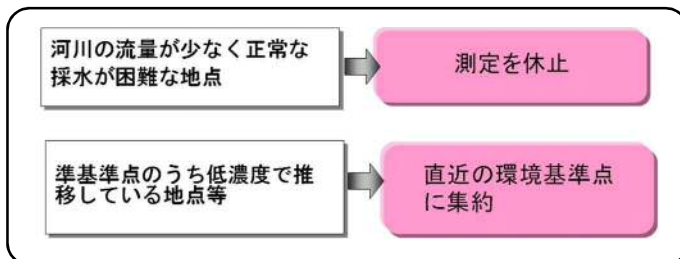 河川の流量が少なく正常な
採水が困難な地点
測定を休止
準基準点のうち低濃度で推
移している地点等
直近の環境基準点
に集約